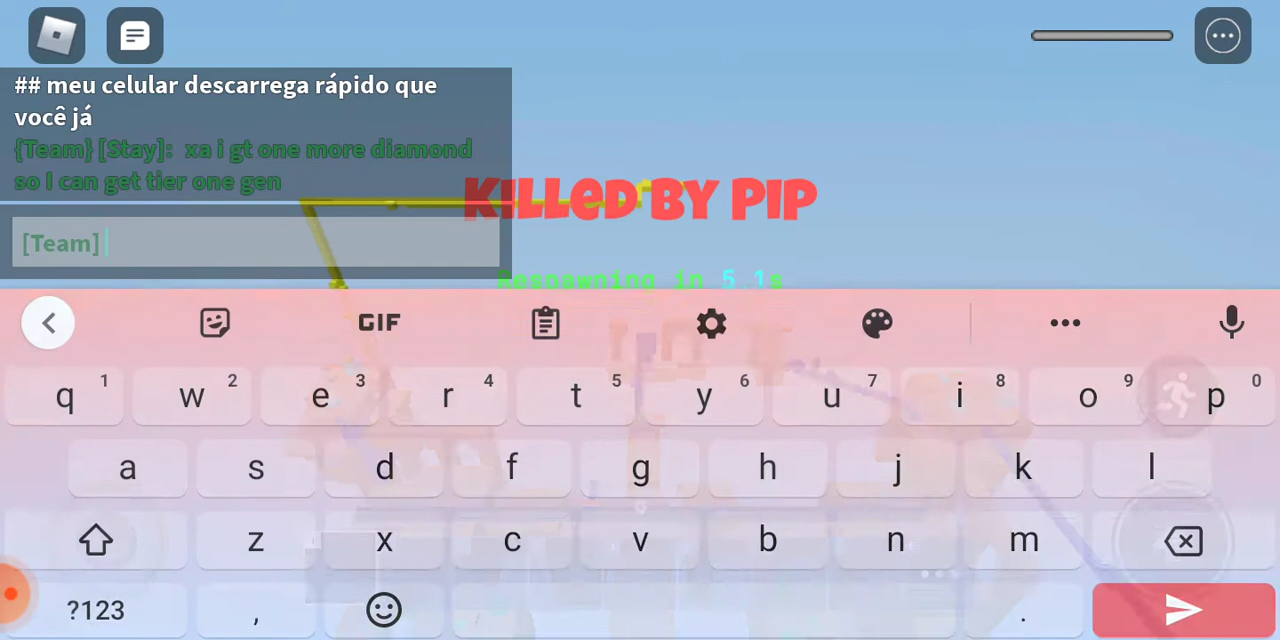 ## meu celular descarrega rápido que
você já
{Team} [Stay]: xa i gt one more diamond
so I can get tier one gen
KILLED BY PIP
[Team]
Respawning in 5.1s
GIF
q 1 w 2 e 3 r 4 t 5 y 6 u 7 i 8 o 9 p 0
a s d f g h j k l
z x c v b n m
?123 , .